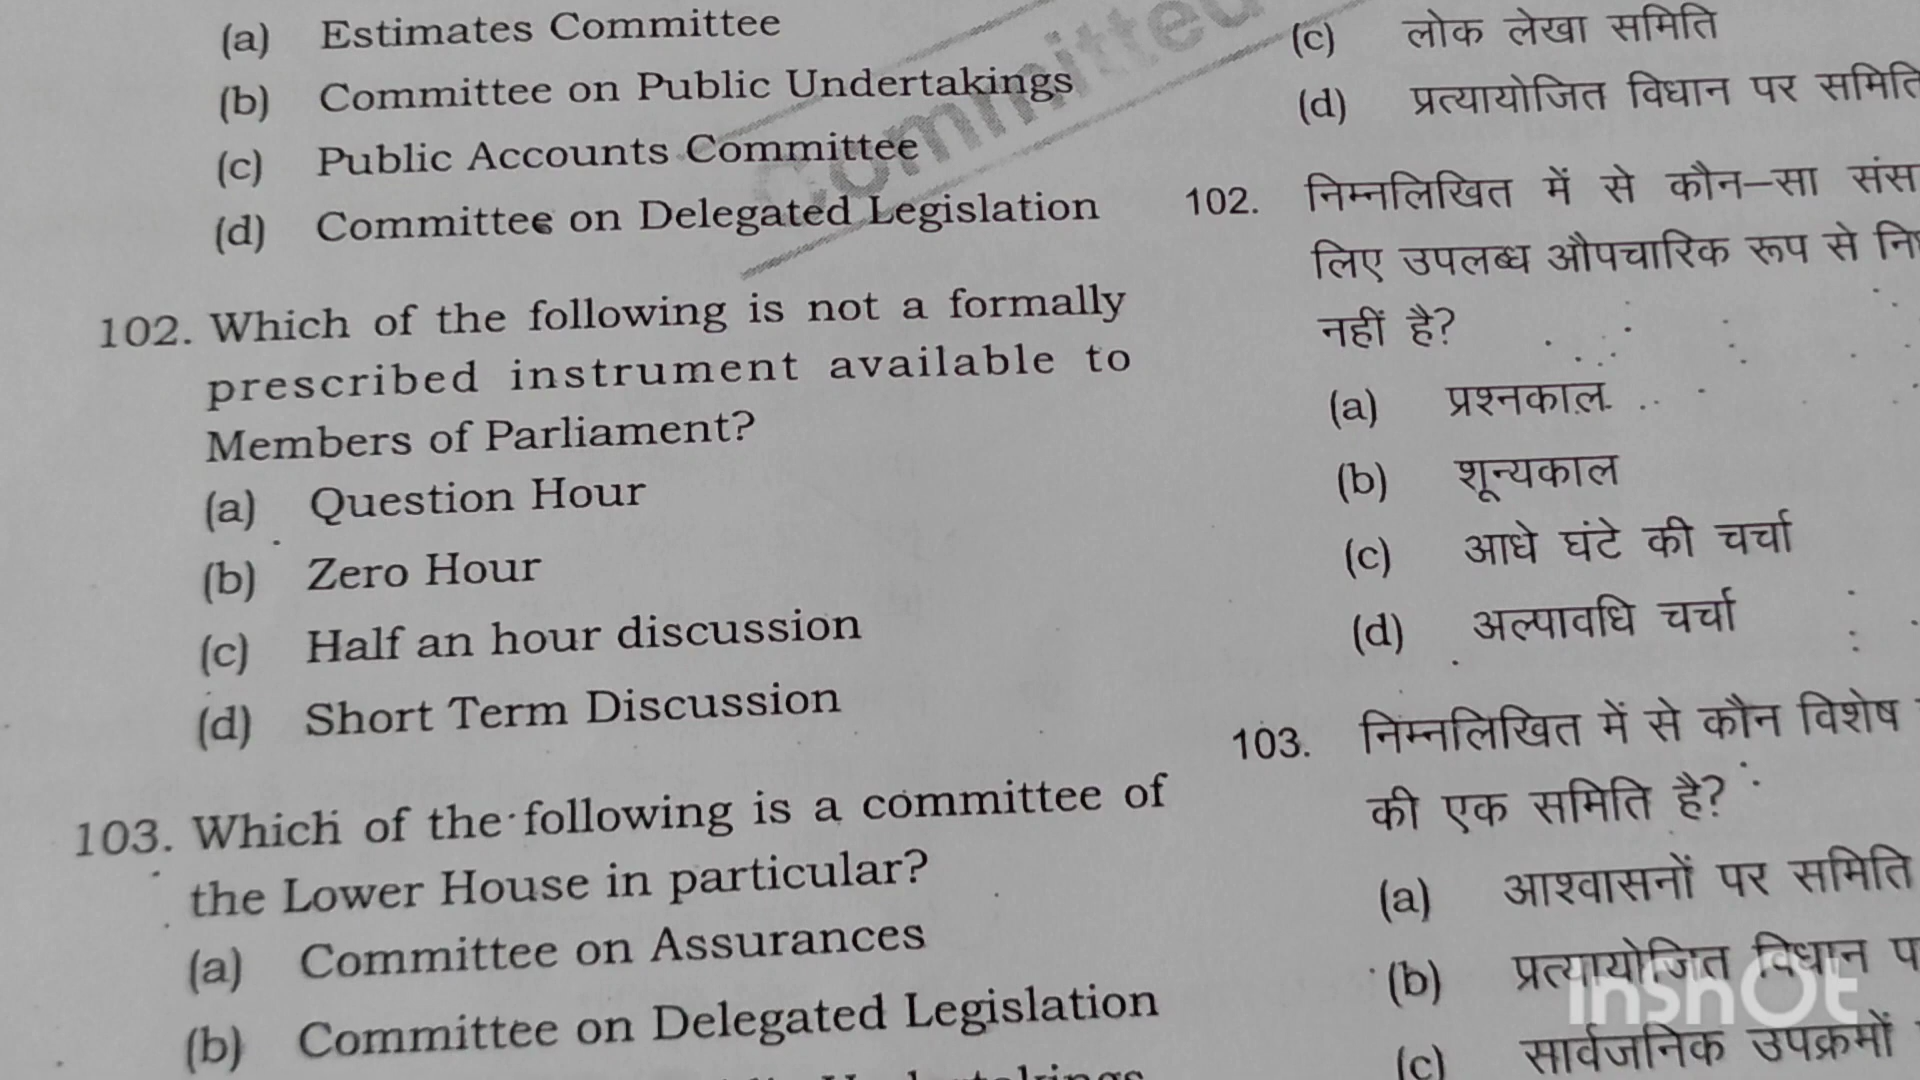 (a) Estimates Committee
(b) Committee on Public Undertakings
(c) Public Accounts Committee
(d) Committee on Delegated Legislation
102. Which of the following is not a formally
prescribed instrument available to
Members of Parliament?
(a) Question Hour
(b) Zero Hour
(c) Half an hour discussion
(d) Short Term Discussion
103. Which of the following is a committee of
the Lower House in particular?
(a) Committee on Assurances
(b) Committee on Delegated Legislation
Committed
(c) लोक लेखा समिति
(d) प्रत्यायोजित विधान पर समिति
102. निम्नलिखित में से कौन-सा
लिए उपलब्ध औपचारिक रूप से
नहीं है?
(a) प्रश्नकाल
(b) शून्यकाल
(c) आधे घंटे की चर्चा
(d) अल्पावधि चर्चा
103. निम्नलिखित में से कौन विशेष
की एक समिति है?
(a) आश्वासनों पर समिति
(b) प्रत्यायोजित विधान
(c) सार्वजनिक उपक्रमों
InShOt